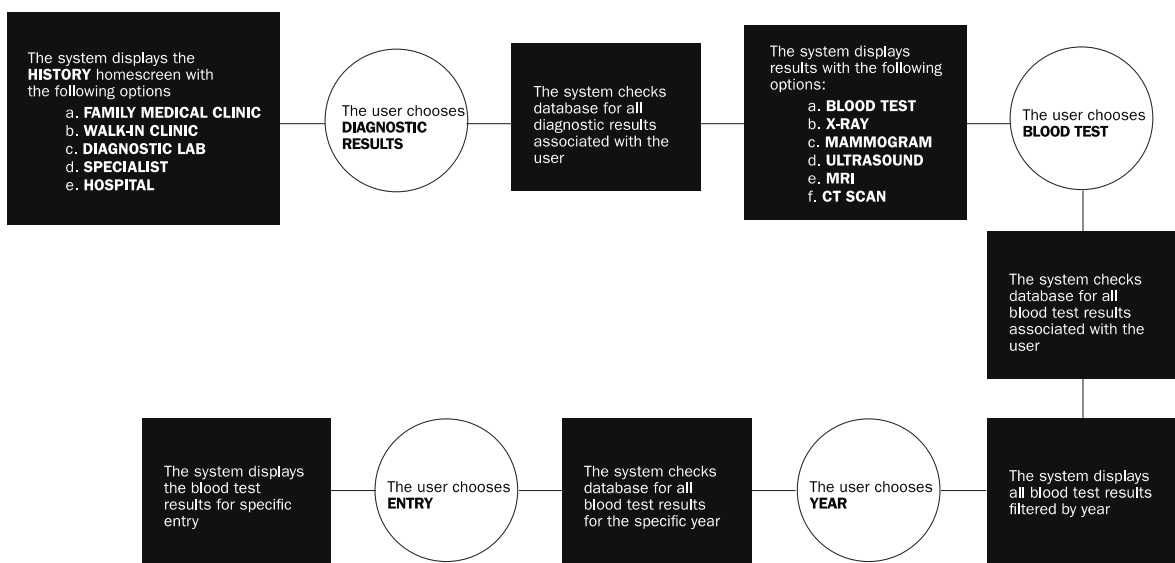 The system displays the
HISTORY homescreen with
the following options
a. FAMILY MEDICAL CLINIC
b. WALK-IN CLINIC
c. DIAGNOSTIC LAB
d. SPECIALIST
e. HOSPITAL
The user chooses
DIAGNOSTIC
RESULTS
The system checks
database for all
diagnostic results
associated with the
user
The system displays
results with the following
options:
a. BLOOD TEST
b. X-RAY
c. MAMMOGRAM
d. ULTRASOUND
e. MRI
f. CT SCAN
The user chooses
BLOOD TEST
The system checks
database for all
blood test results
associated with the
user
The system displays
all blood test results
filtered by year
The user chooses
YEAR
The system checks
database for all
blood test results
for the specific year
The user chooses
ENTRY
The system displays
the blood test
results for specific
entry